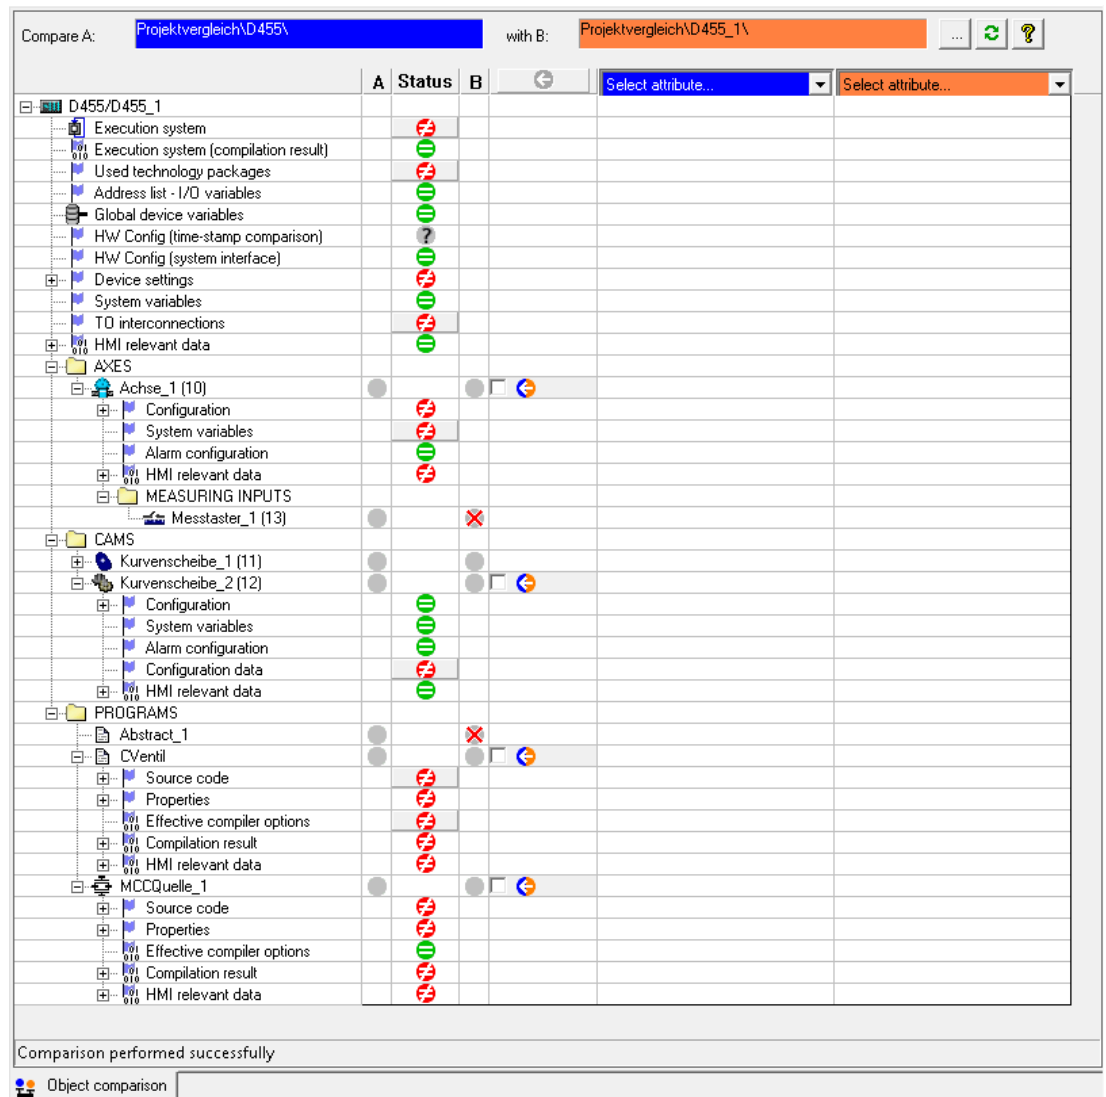 Compare A: Projektvergleich\D455\ with B: Projektvergleich\D455_1\ ...
A Status B Select attribute... Select attribute...
D455/D455_1
Execution system
Execution system (compilation result)
Used technology packages
Address list - I/O variables
Global device variables
HW Config (time-stamp comparison)
HW Config (system interface)
Device settings
System variables
TO interconnections
HMI relevant data
AXES
Achse_1 (10)
Configuration
System variables
Alarm configuration
HMI relevant data
MEASURING INPUTS
Messtaster_1 (13)
CAMS
Kurvenscheibe_1 (11)
Kurvenscheibe_2 (12)
Configuration
System variables
Alarm configuration
Configuration data
HMI relevant data
PROGRAMS
Abstract_1
CVentil
Source code
Properties
Effective compiler options
Compilation result
HMI relevant data
MCCQuelle_1
Source code
Properties
Effective compiler options
Compilation result
HMI relevant data
Comparison performed successfully
Object comparison